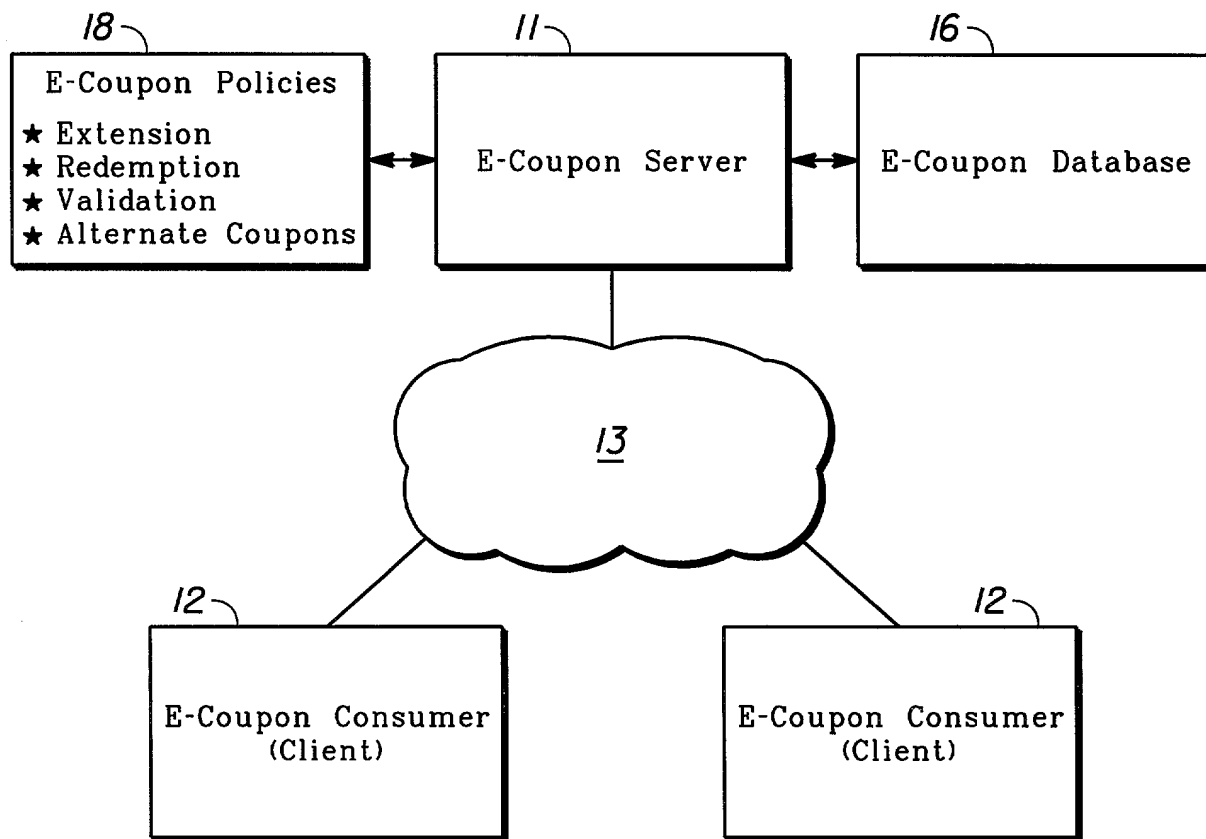 18
11
16
E-Coupon Policies
★ Extension
★ Redemption
★ Validation
★ Alternate Coupons
E-Coupon Server
E-Coupon Database
13
12
12
E-Coupon Consumer
(Client)
E-Coupon Consumer
(Client)